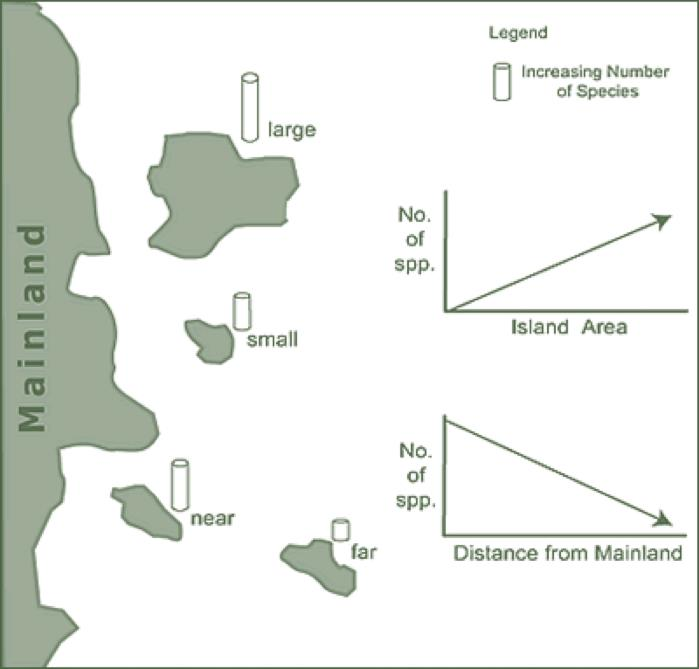 Legend
Increasing Number
of Species
large
No.
of
spp.
Island Area
Mainland
small
No.
of
spp.
Distance from Mainland
near
far